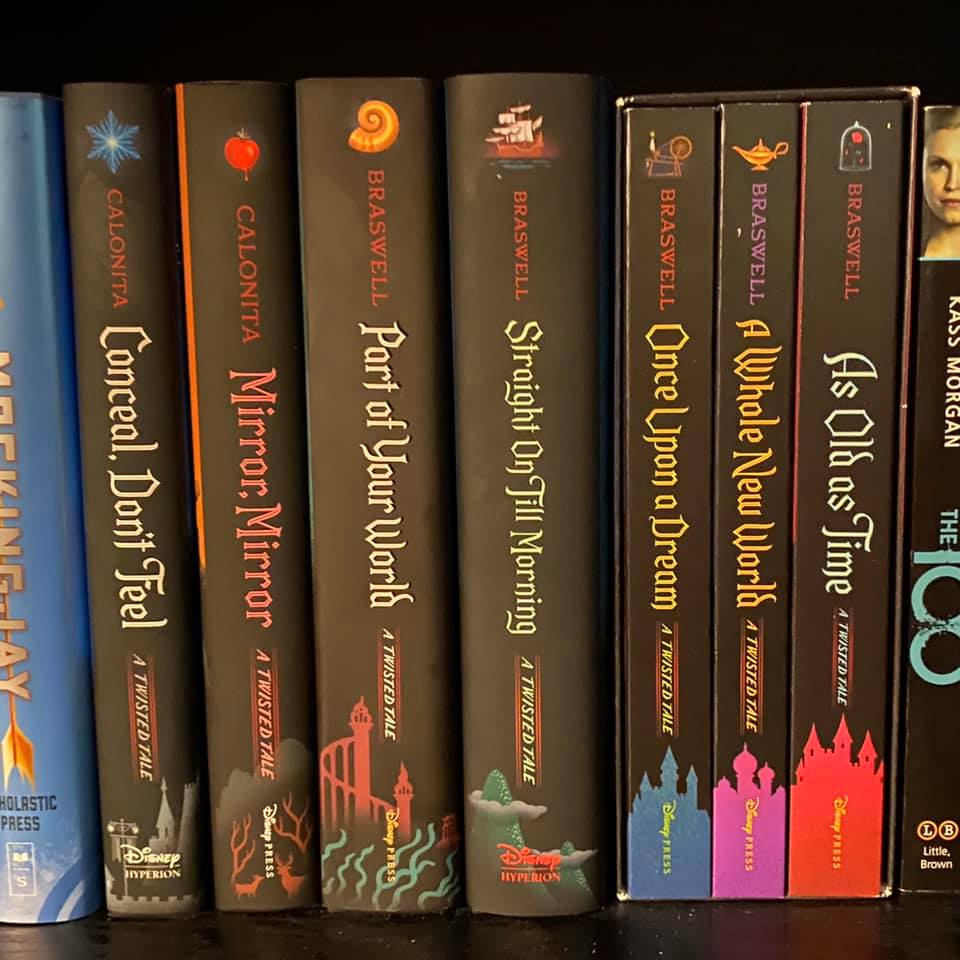 MOCKINGJAY
SCHOLASTIC
PRESS
S
CALONITA
Conceal, Don't Feel
A TWISTED TALE
Disney
HYPERION
CALONITA
Mirror, Mirror
A TWISTED TALE
Disney PRESS
BRASWELL
Part of Your World
A TWISTED TALE
Disney PRESS
BRASWELL
Straight On Till Morning
A TWISTED TALE
Disney
HYPERION
BRASWELL
Once Upon a Dream
A TWISTED TALE
Disney PRESS
BRASWELL
A Whole New World
A TWISTED TALE
Disney PRESS
BRASWELL
As Old as Time
A TWISTED TALE
Disney PRESS
KASS MORGAN
THE 100
L B
Little,
Brown